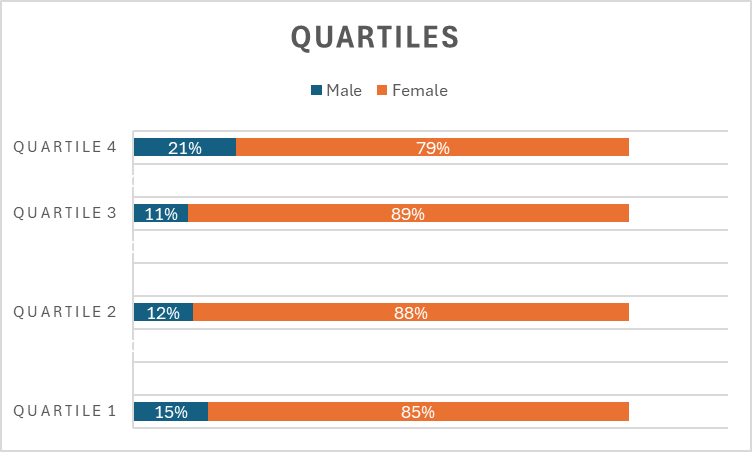 QUARTILES
Male Female
QUARTILE 4 21% 79%
QUARTILE 3 11% 89%
QUARTILE 2 12% 88%
QUARTILE 1 15% 85%